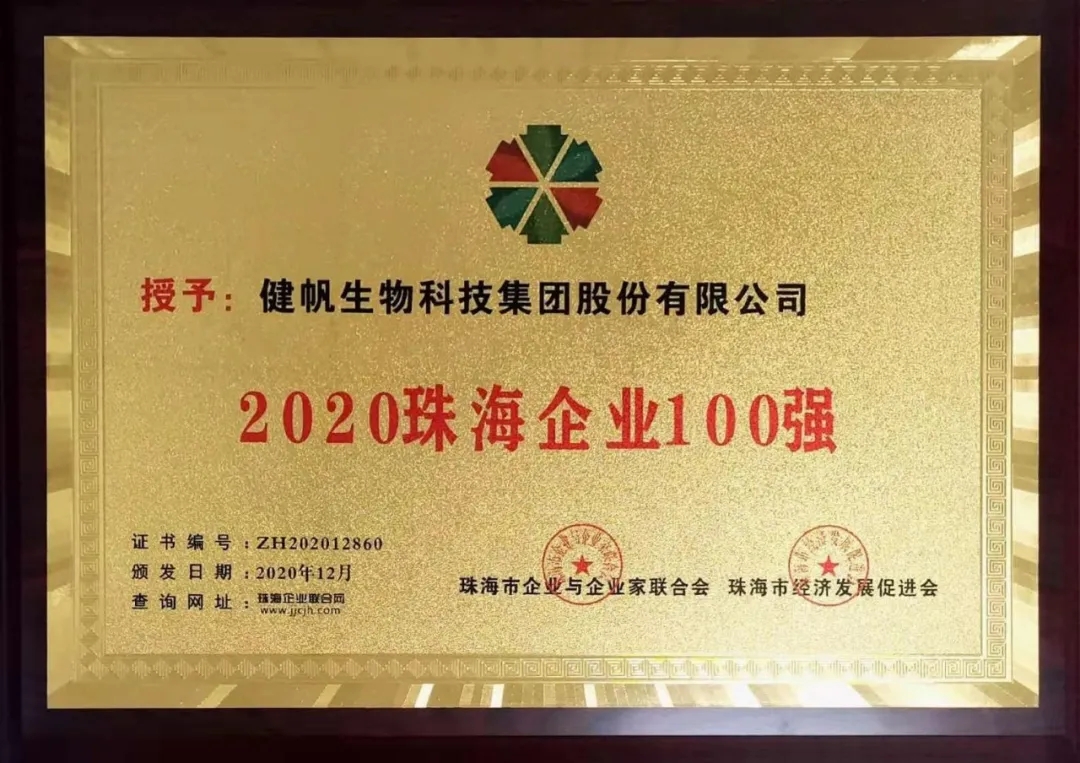 授予：健帆生物科技集团股份有限公司
2020珠海企业100强
证书编号：ZH202012860
颁发日期：2020年12月
查询网址：珠海企业联合网
www.jjcjh.com
珠海市企业与企业家联合会 珠海市经济发展促进会